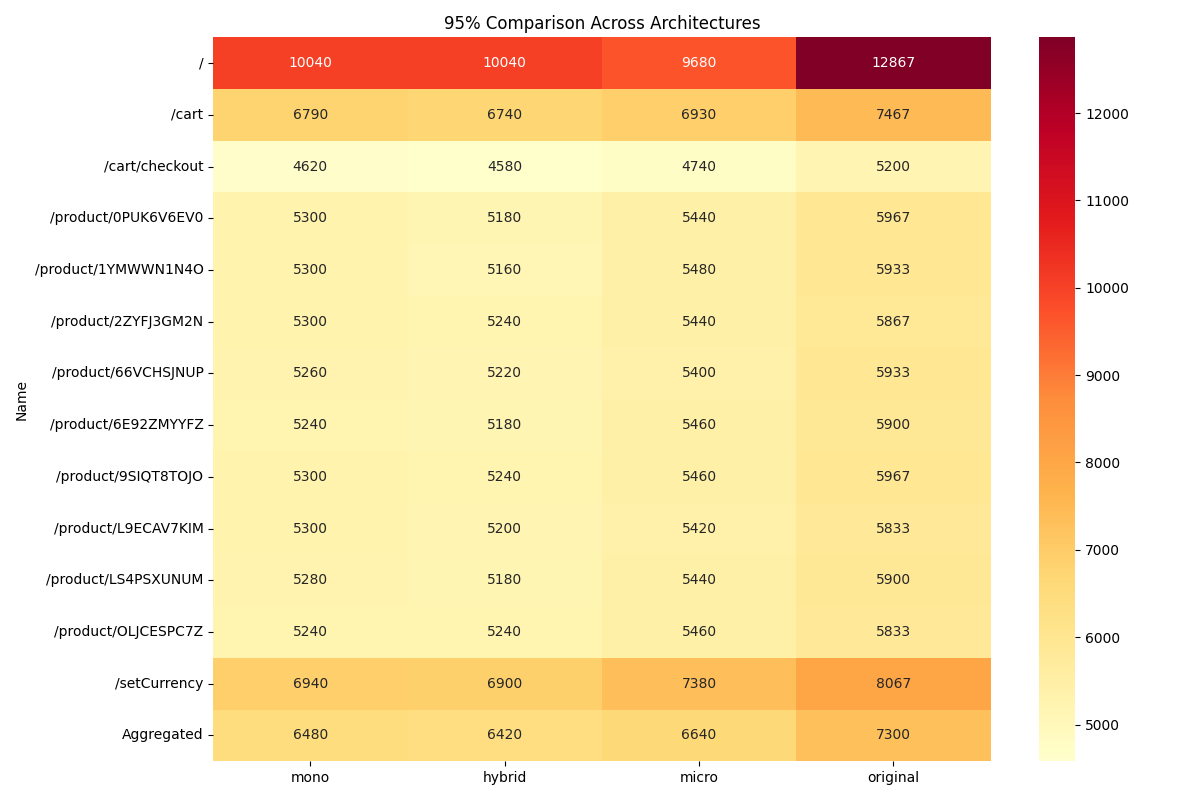 95% Comparison Across Architectures
/ 10040 10040 9680 12867
/cart 6790 6740 6930 7467
/cart/checkout 4620 4580 4740 5200
/product/0PUK6V6EV0 5300 5180 5440 5967
/product/1YMWWN1N4O 5300 5160 5480 5933
/product/2ZYFJ3GM2N 5300 5240 5440 5867
/product/66VCHSJNUP 5260 5220 5400 5933
/product/6E92ZMYYFZ 5240 5180 5460 5900
/product/9SIQT8TOJO 5300 5240 5460 5967
/product/L9ECAV7KIM 5300 5200 5420 5833
/product/LS4PSXUNUM 5280 5180 5440 5900
/product/OLJCESPC7Z 5240 5240 5460 5833
/setCurrency 6940 6900 7380 8067
Aggregated 6480 6420 6640 7300
mono hybrid micro original
Name
12000
11000
10000
9000
8000
7000
6000
5000